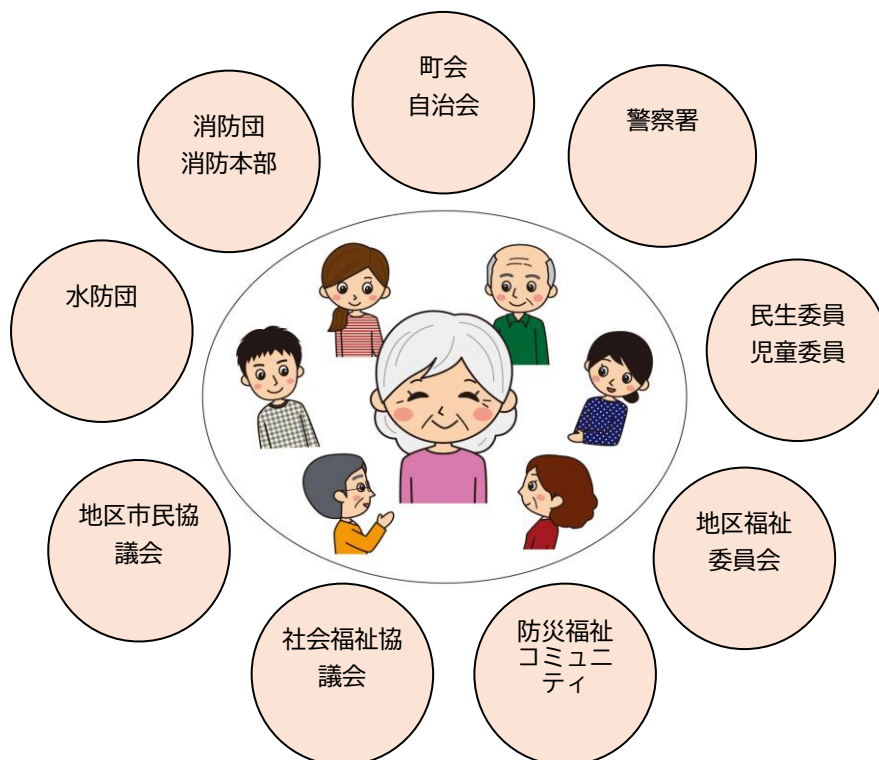 町会
自治会
警察署
民生委員
児童委員
地区福祉
委員会
防災福祉
コミュニ
ティ
社会福祉協
議会
地区市民協
議会
水防団
消防団
消防本部